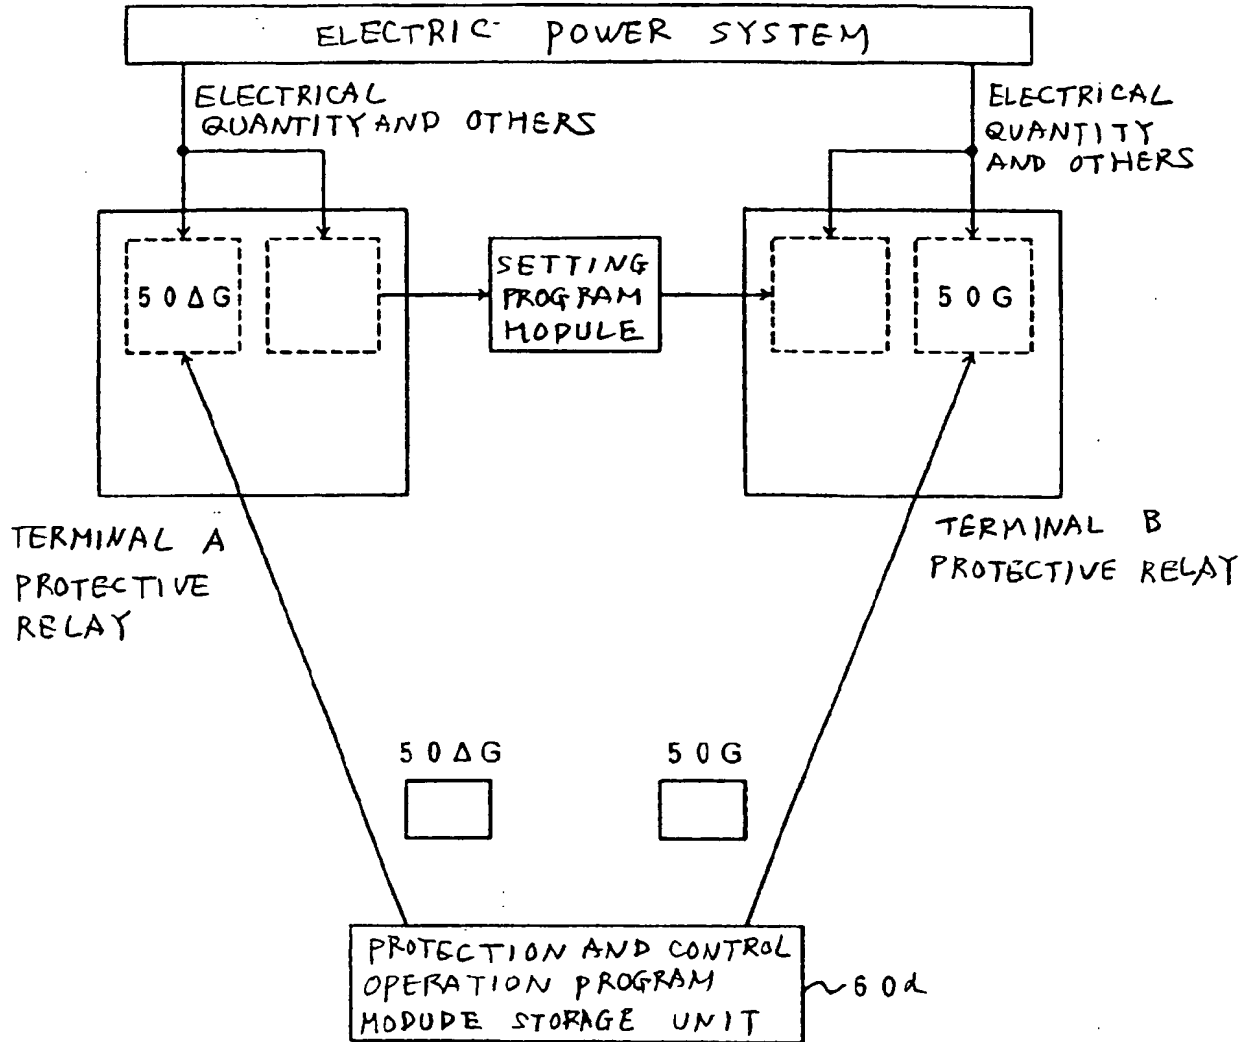 ELECTRIC POWER SYSTEM
ELECTRICAL
QUANTITY AND OTHERS
ELECTRICAL
QUANTITY
AND OTHERS
50ΔG
SETTING
PROGRAM
MODULE
50G
TERMINAL A
PROTECTIVE
RELAY
TERMINAL B
PROTECTIVE RELAY
50ΔG
50G
PROTECTION AND CONTROL
OPERATION PROGRAM
MODUDE STORAGE UNIT
60d